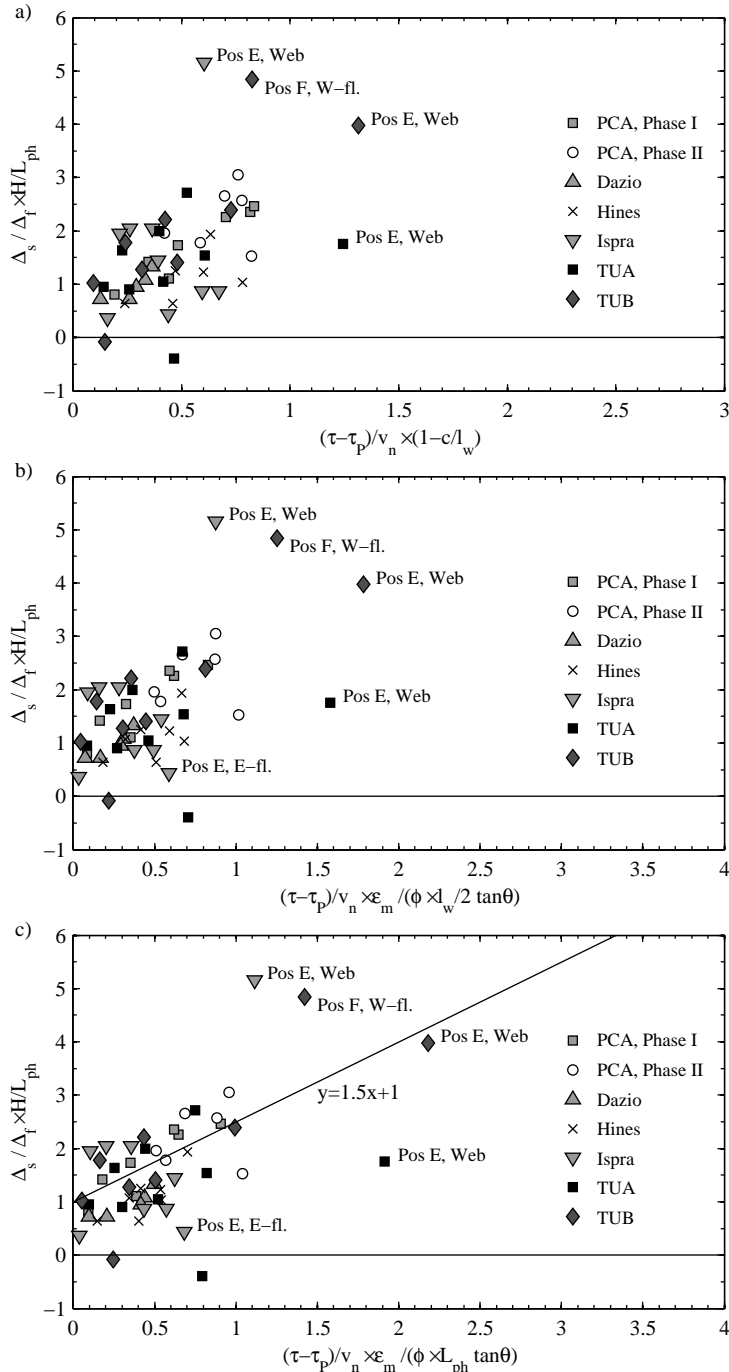 a)
6
5
4
3
2
1
0
−1
Δs / Δf ×H/Lph
Pos E, Web
Pos F, W−fl.
Pos E, Web
Pos E, Web
PCA, Phase I
PCA, Phase II
Dazio
Hines
Ispra
TUA
TUB
0 0.5 1 1.5 2 2.5 3
(τ−τP)/vn ×(1−c/lw)
b)
6
5
4
3
2
1
0
−1
Δs / Δf ×H/Lph
Pos E, Web
Pos F, W−fl.
Pos E, Web
Pos E, Web
Pos E, E−fl.
PCA, Phase I
PCA, Phase II
Dazio
Hines
Ispra
TUA
TUB
0 0.5 1 1.5 2 2.5 3 3.5 4
(τ−τP)/vn ×εm /(ϕ×lw/2 tanθ)
c)
6
5
4
3
2
1
0
−1
Δs / Δf ×H/Lph
Pos E, Web
Pos F, W−fl.
Pos E, Web
y=1.5x+1
Pos E, Web
Pos E, E−fl.
PCA, Phase I
PCA, Phase II
Dazio
Hines
Ispra
TUA
TUB
0 0.5 1 1.5 2 2.5 3 3.5 4
(τ−τP)/vn ×εm /(ϕ×Lph tanθ)